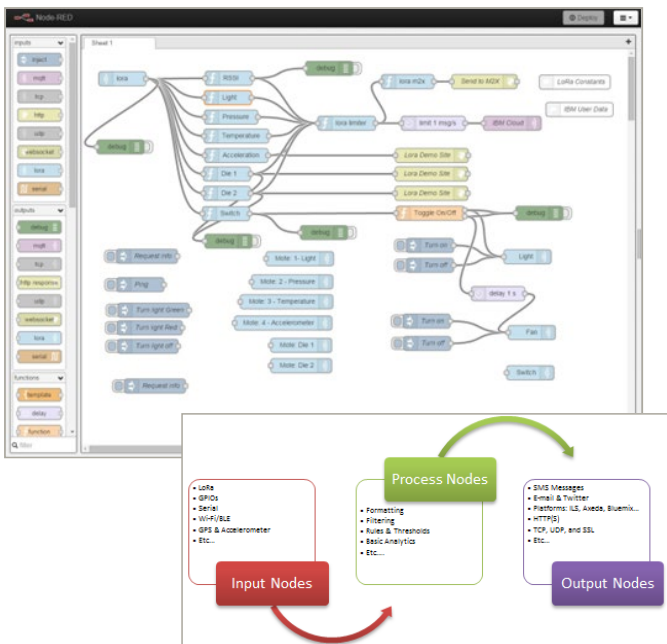 Node-RED
Deploy
inputs
Sheet 1
inject
mqtt
tcp
http
udp
websocket
lora
serial
outputs
debug
mqtt
tcp
http response
udp
websocket
lora
serial
functions
template
delay
function
filter
lora
RSSI
Light
Pressure
Temperature
Acceleration
Die 1
Die 2
Switch
debug
debug
debug
debug
lora limiter
lora m2x
Send to M2X
LoRa Constants
IBM User Data
limit 1 msg/s
IBM Cloud
Lora Demo Site
Lora Demo Site
Lora Demo Site
Toggle On/Off
debug
Turn on
Turn off
Light
delay 1 s
Turn on
Turn off
Fan
Switch
Request info
Ping
Turn light Green
Turn light Red
Turn light off
Request info
Mote: 1- Light
Mote: 2 - Pressure
Mote: 3 - Temperature
Mote: 4 - Accelerometer
Mote: Die 1
Mote: Die 2
• LoRa
• GPIOs
• Serial
• Wi-Fi/BLE
• GPS & Accelerometer
• Etc...
Input Nodes
Process Nodes
• Formatting
• Filtering
• Rules & Thresholds
• Basic Analytics
• Etc....
• SMS Messages
• E-mail & Twitter
• Platforms: ILS, Axeda, Bluemix...
• HTTP(S)
• TCP, UDP, and SSL
• Etc...
Output Nodes